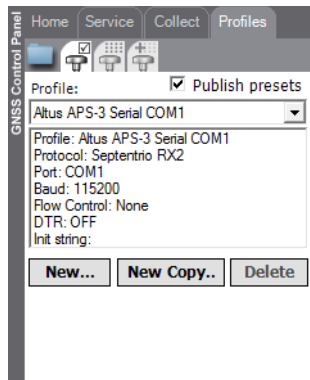 GNSS Control Panel
Home Service Collect Profiles
Profile: Publish presets
Altus APS-3 Serial COM1
Profile: Altus APS-3 Serial COM1
Protocol: Septentrio RX2
Port: COM1
Baud: 115200
Flow Control: None
DTR: OFF
Init string:
New... New Copy.. Delete